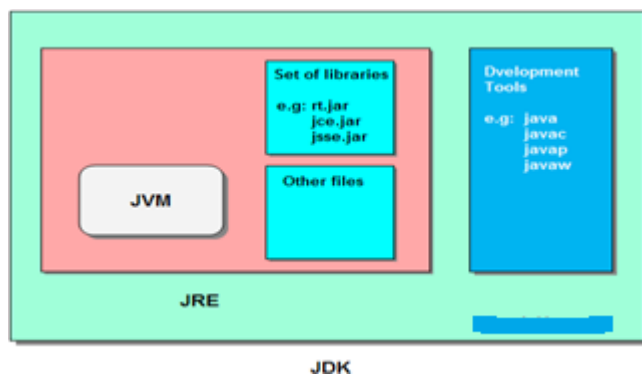 Set of libraries
e.g: rt.jar
jce.jar
jsse.jar
Other files
JVM
JRE
Dvelopment
Tools
e.g: java
javac
javap
javaw
JDK